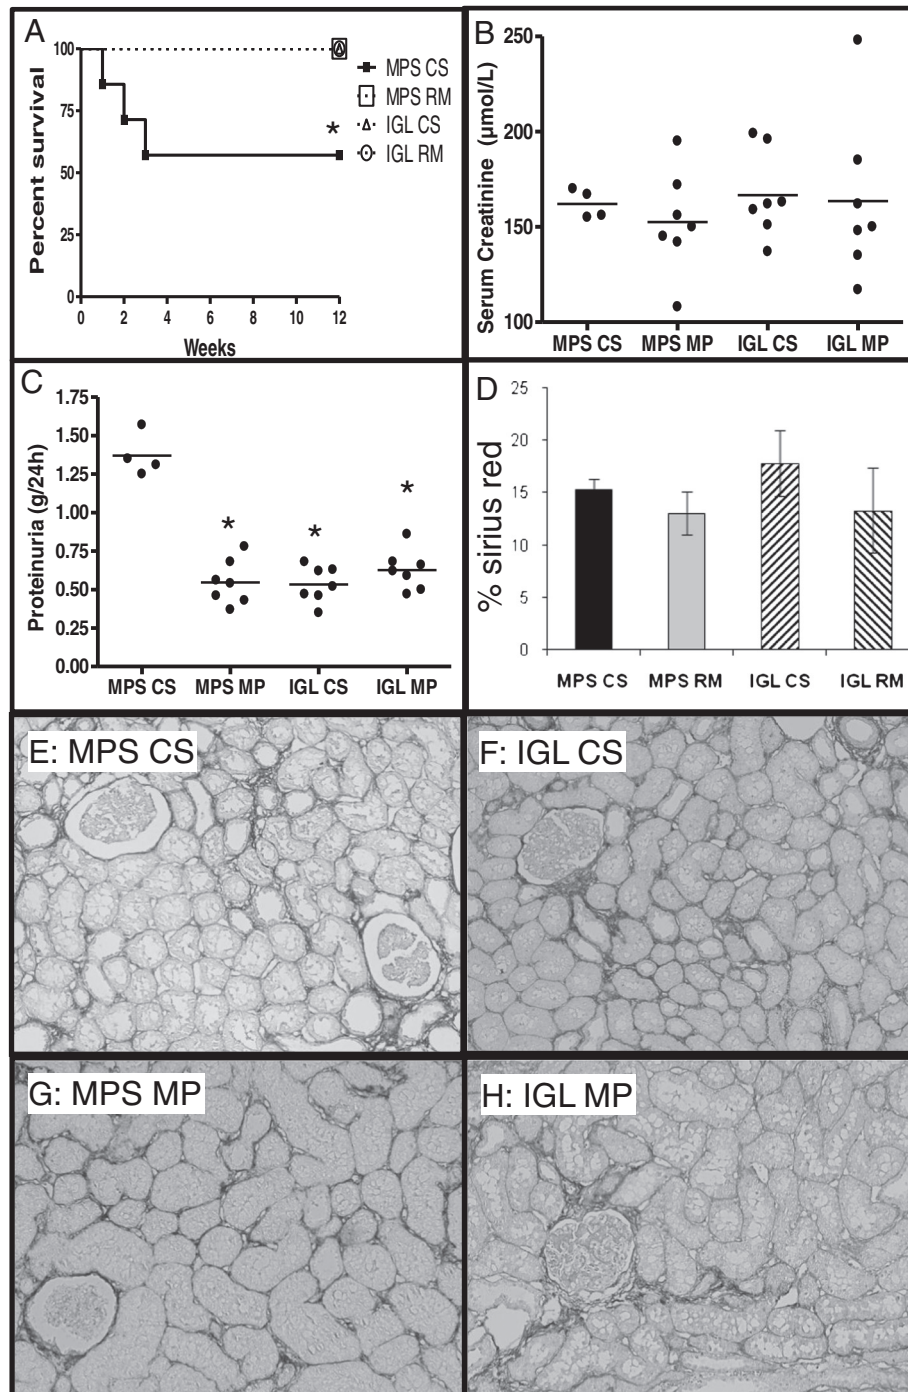 A
100
75
50
25
0
Percent survival
0 2 4 6 8 10 12
Weeks
*
MPS CS
MPS RM
IGL CS
IGL RM
B
250
200
150
100
Serum Creatinine (µmol/L)
MPS CS MPS MP IGL CS IGL MP
C
1.75
1.50
1.25
1.00
0.75
0.50
0.25
0.00
Proteinuria (g/24h)
* * *
MPS CS MPS MP IGL CS IGL MP
D
25
20
15
10
5
0
% sirius red
MPS CS MPS RM IGL CS IGL RM
E: MPS CS
F: IGL CS
G: MPS MP
H: IGL MP